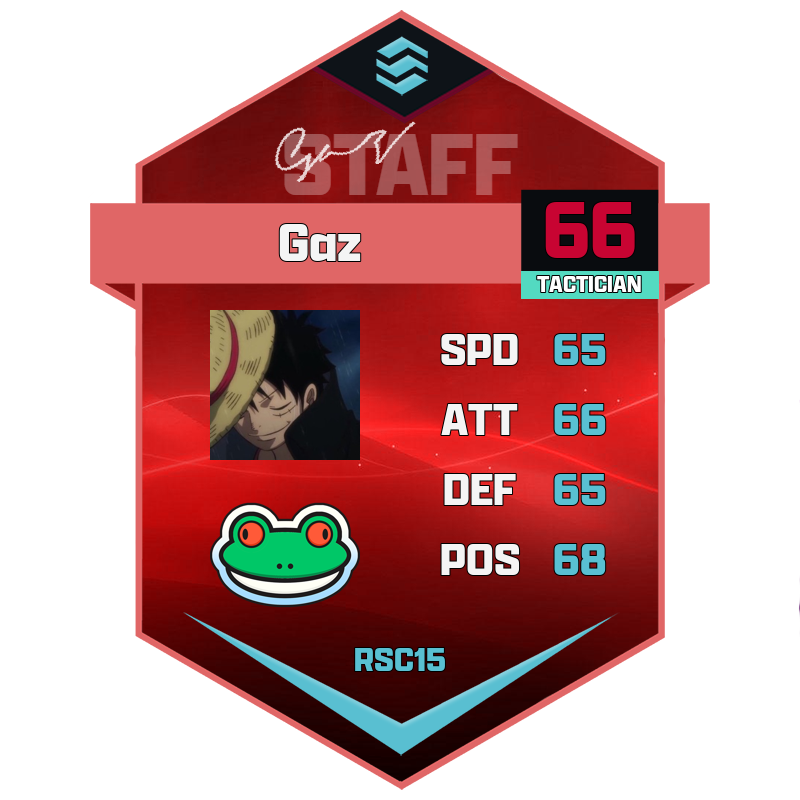 STAFF
Gaz
66
TACTICIAN
SPD 65
ATT 66
DEF 65
POS 68
RSC15